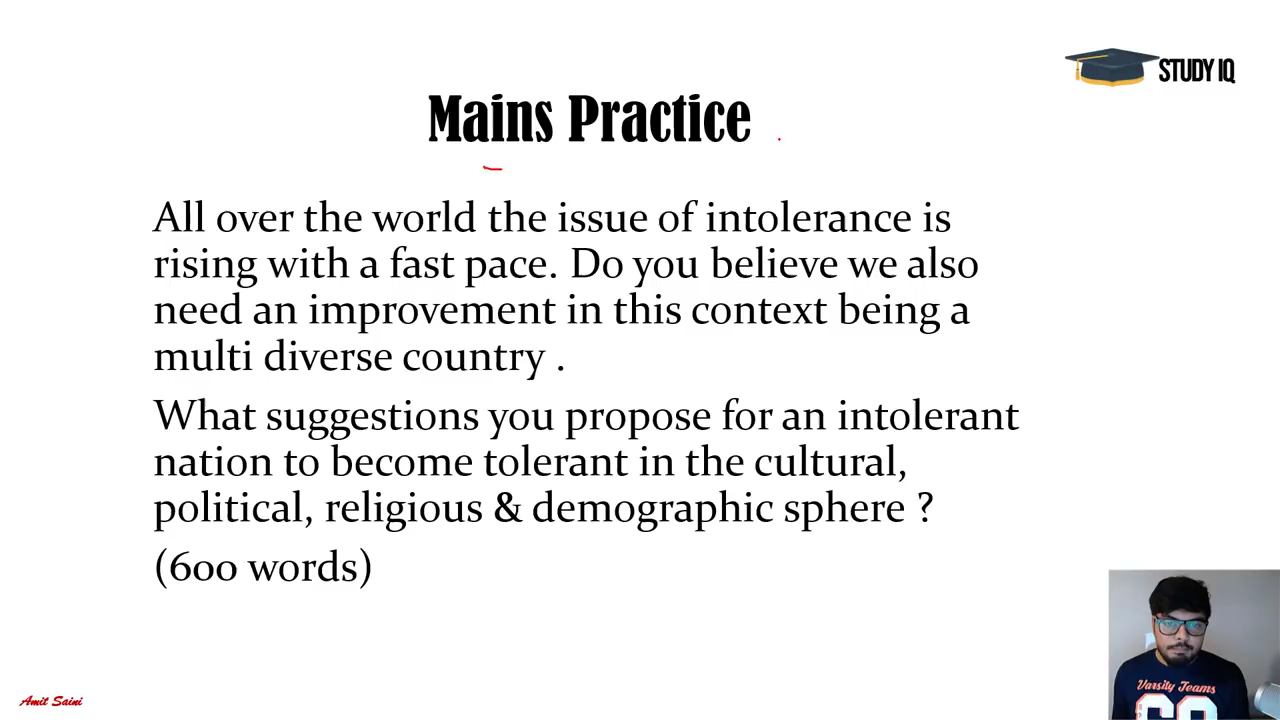 STUDY IQ
Mains Practice
All over the world the issue of intolerance is
rising with a fast pace. Do you believe we also
need an improvement in this context being a
multi diverse country .
What suggestions you propose for an intolerant
nation to become tolerant in the cultural,
political, religious & demographic sphere ?
(600 words)
Varsity Teams
Amit Saini